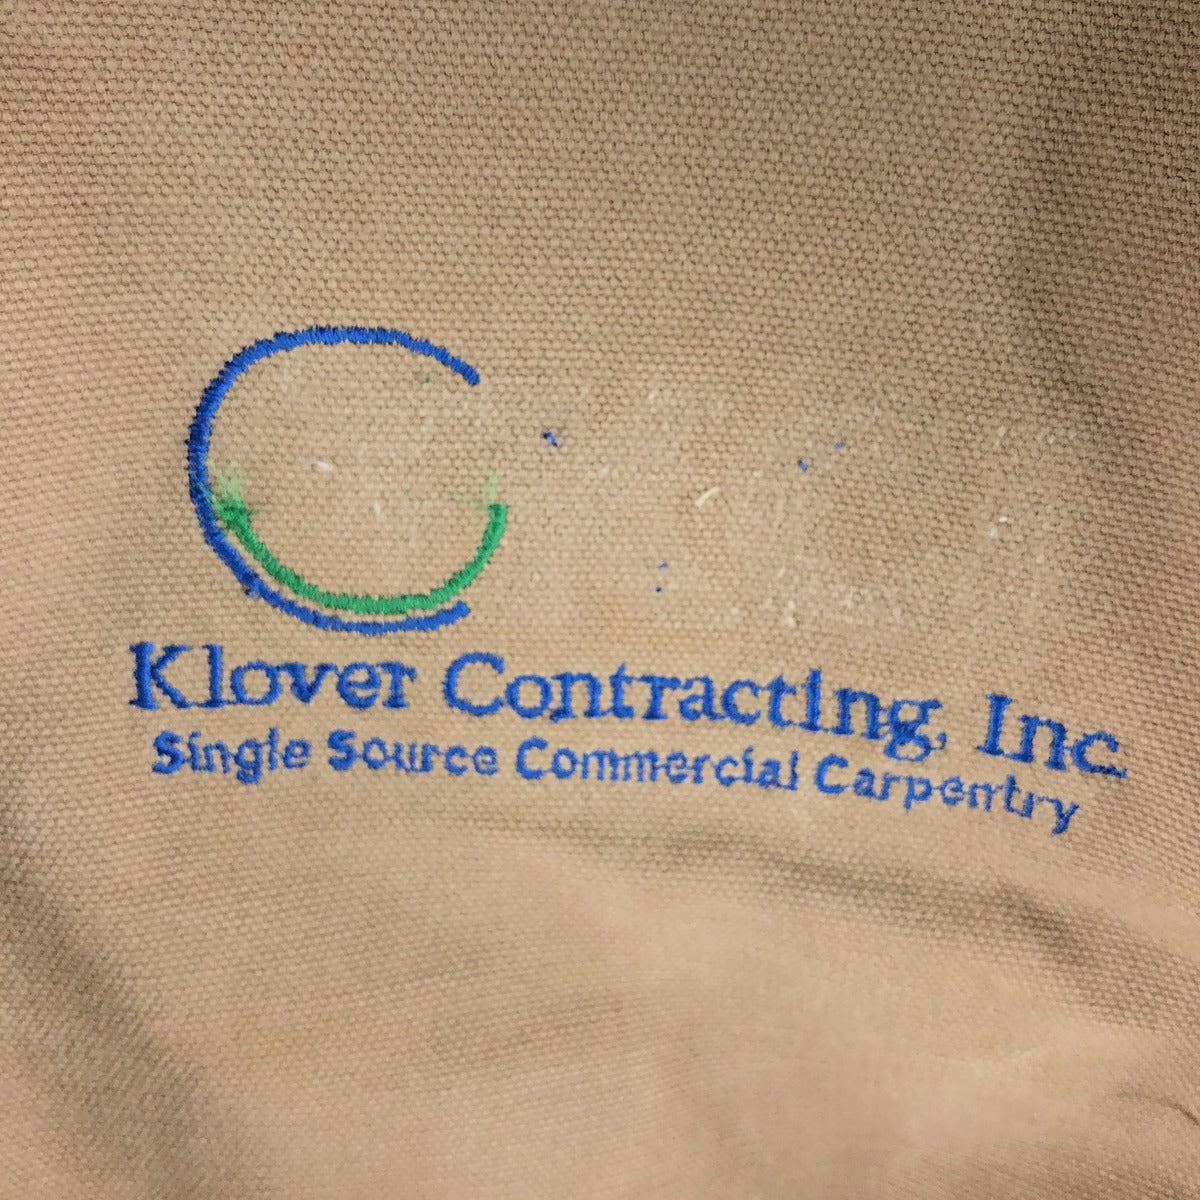 Klover Contracting, Inc.
Single Source Commercial Carpentry